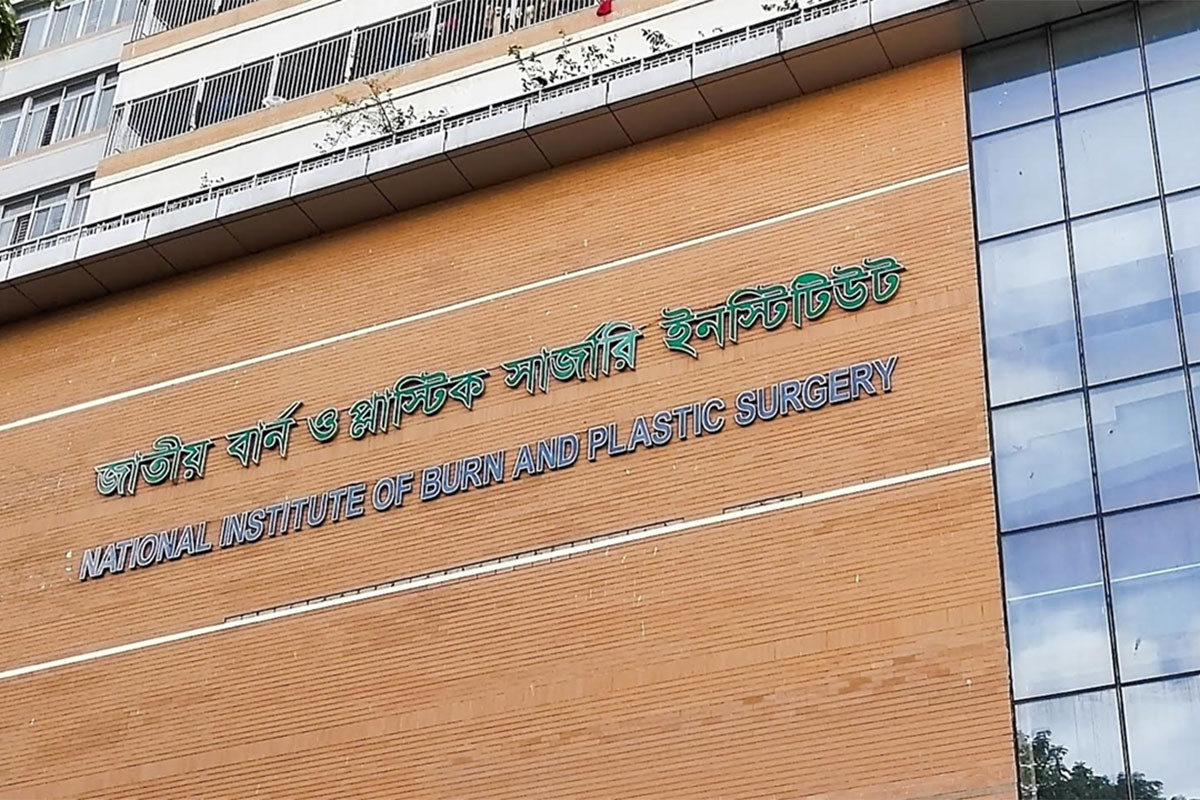 জাতীয় বার্ন ও প্লাস্টিক সার্জারি ইনস্টিটিউট
NATIONAL INSTITUTE OF BURN AND PLASTIC SURGERY